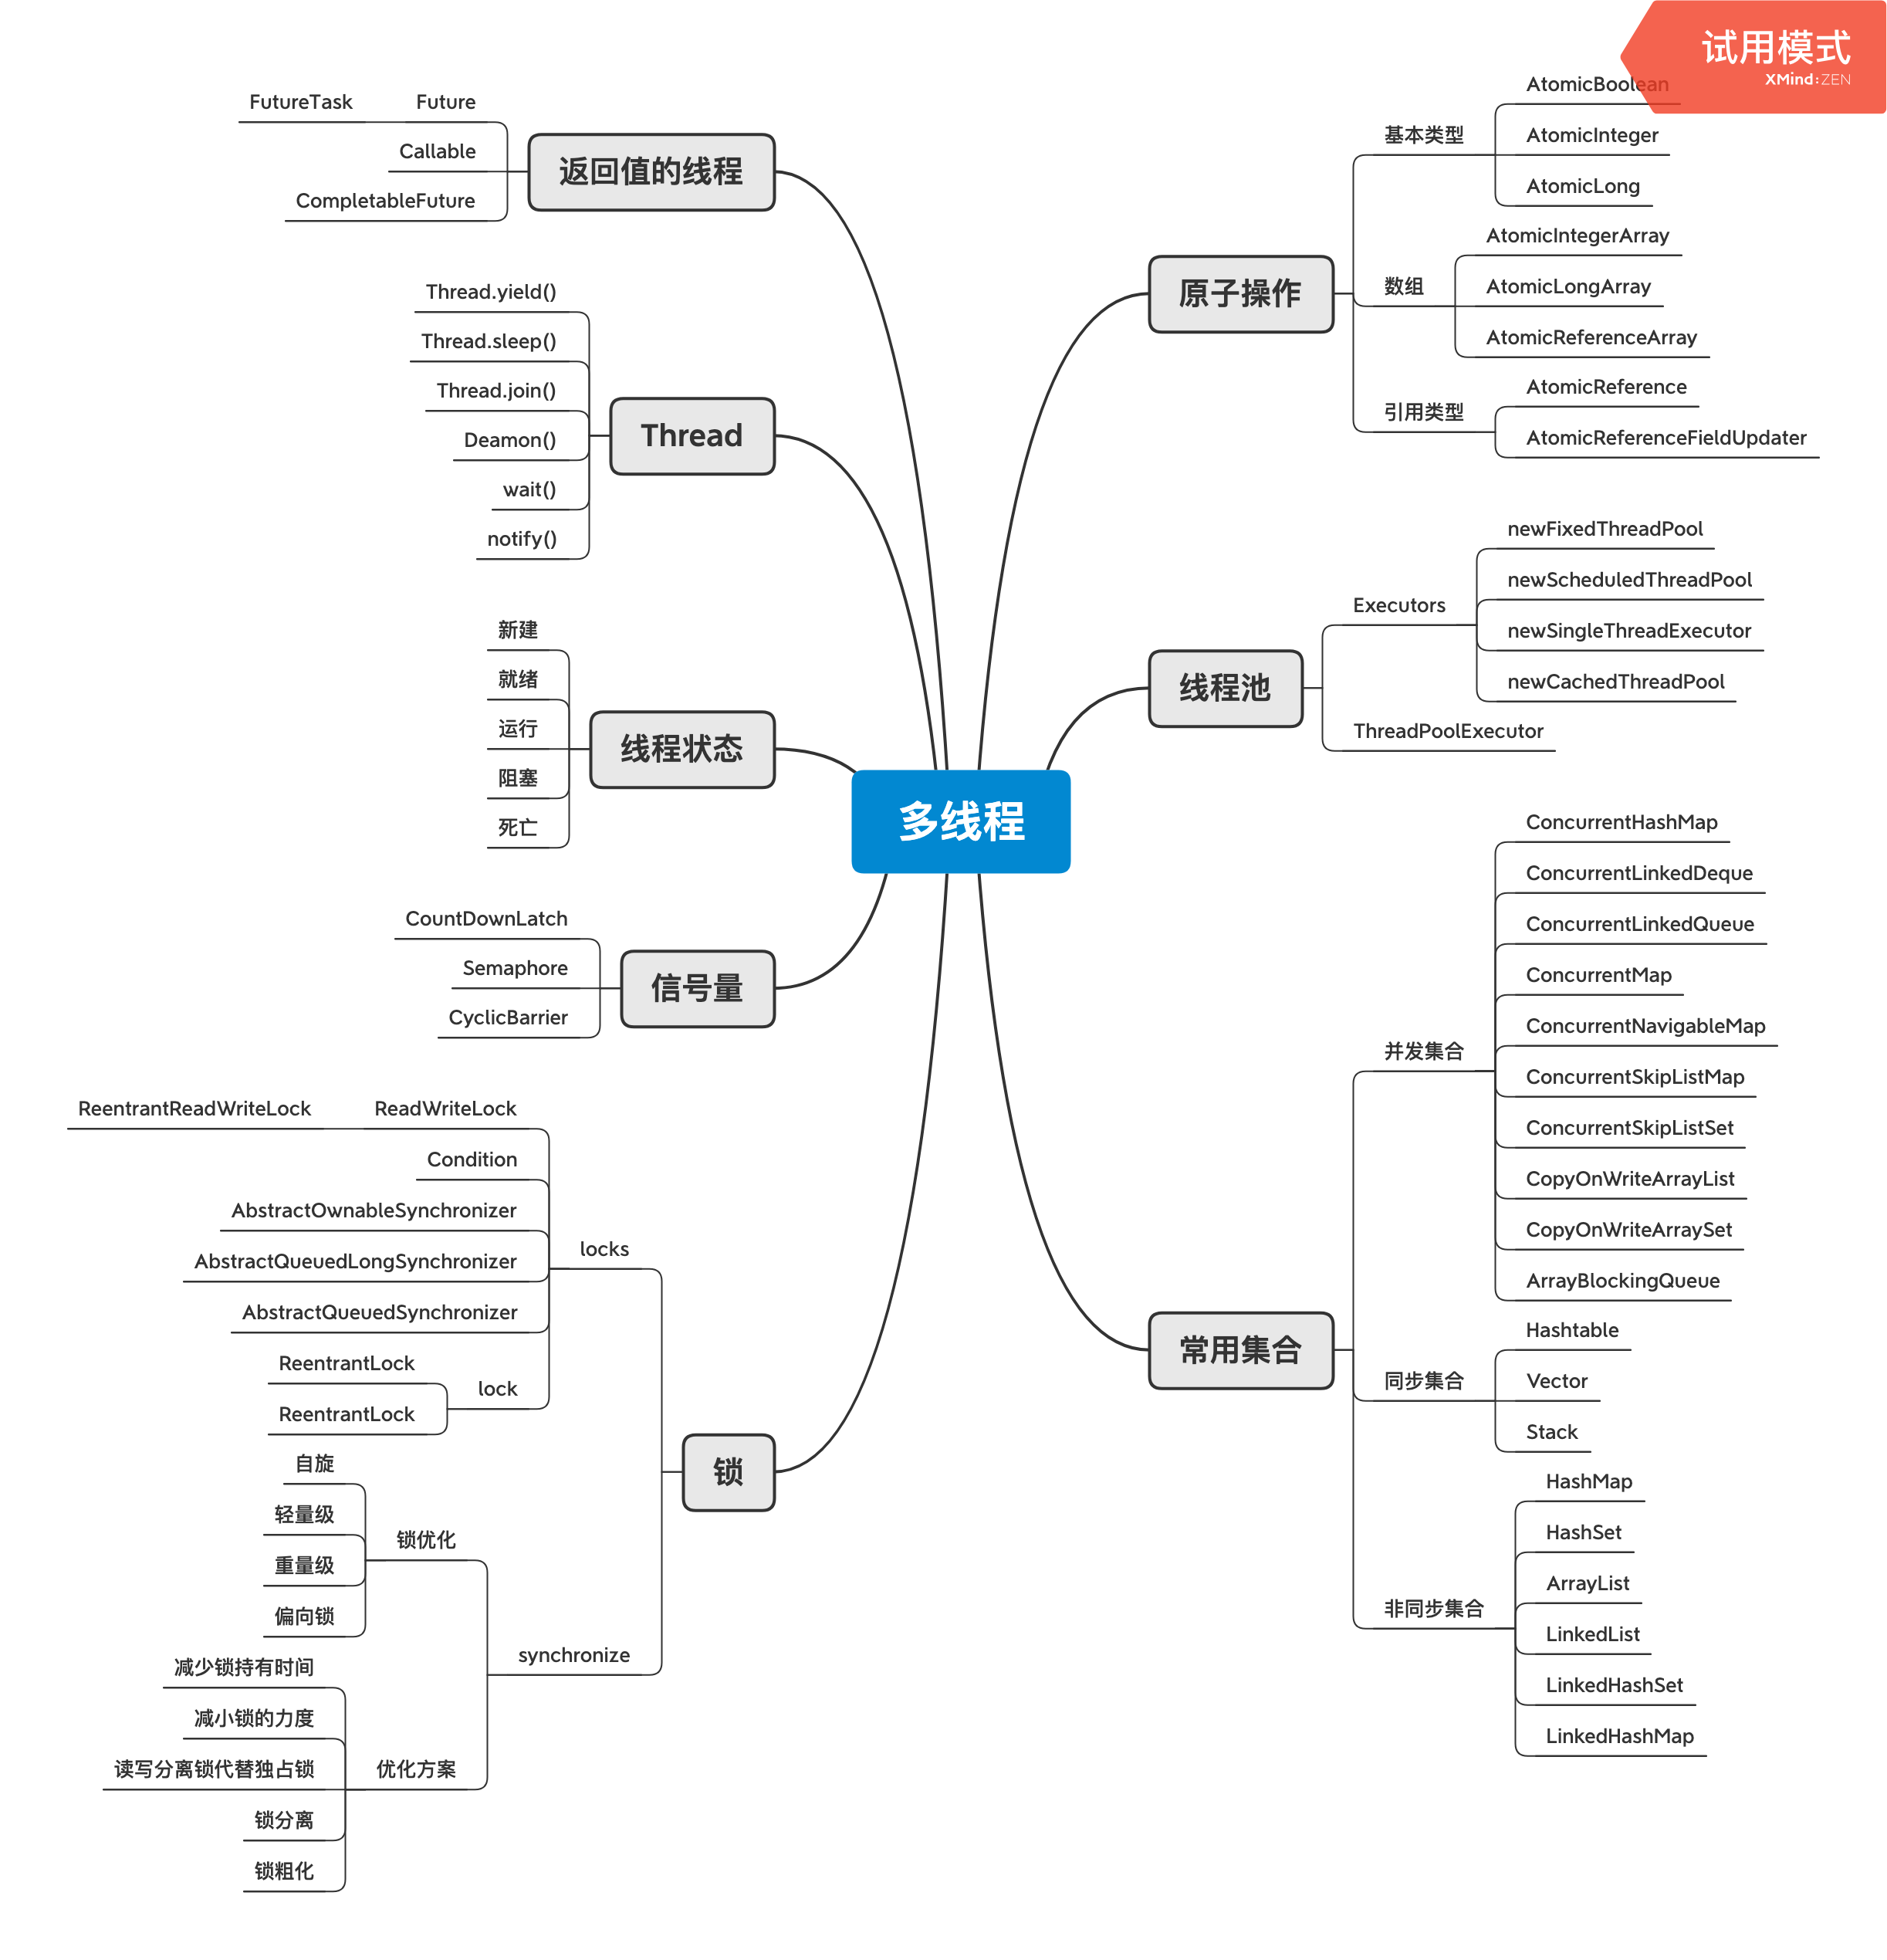 试用模式
XMind:ZEN
多线程
返回值的线程
Future
FutureTask
Callable
CompletableFuture
Thread
Thread.yield()
Thread.sleep()
Thread.join()
Deamon()
wait()
notify()
线程状态
新建
就绪
运行
阻塞
死亡
信号量
CountDownLatch
Semaphore
CyclicBarrier
锁
locks
ReadWriteLock
ReentrantReadWriteLock
Condition
AbstractOwnableSynchronizer
AbstractQueuedLongSynchronizer
AbstractQueuedSynchronizer
lock
ReentrantLock
ReentrantLock
synchronize
锁优化
自旋
轻量级
重量级
偏向锁
优化方案
减少锁持有时间
减小锁的力度
读写分离锁代替独占锁
锁分离
锁粗化
原子操作
基本类型
AtomicBoolean
AtomicInteger
AtomicLong
数组
AtomicIntegerArray
AtomicLongArray
AtomicReferenceArray
引用类型
AtomicReference
AtomicReferenceFieldUpdater
线程池
Executors
newFixedThreadPool
newScheduledThreadPool
newSingleThreadExecutor
newCachedThreadPool
ThreadPoolExecutor
常用集合
并发集合
ConcurrentHashMap
ConcurrentLinkedDeque
ConcurrentLinkedQueue
ConcurrentMap
ConcurrentNavigableMap
ConcurrentSkipListMap
ConcurrentSkipListSet
CopyOnWriteArrayList
CopyOnWriteArraySet
ArrayBlockingQueue
同步集合
Hashtable
Vector
Stack
非同步集合
HashMap
HashSet
ArrayList
LinkedList
LinkedHashSet
LinkedHashMap